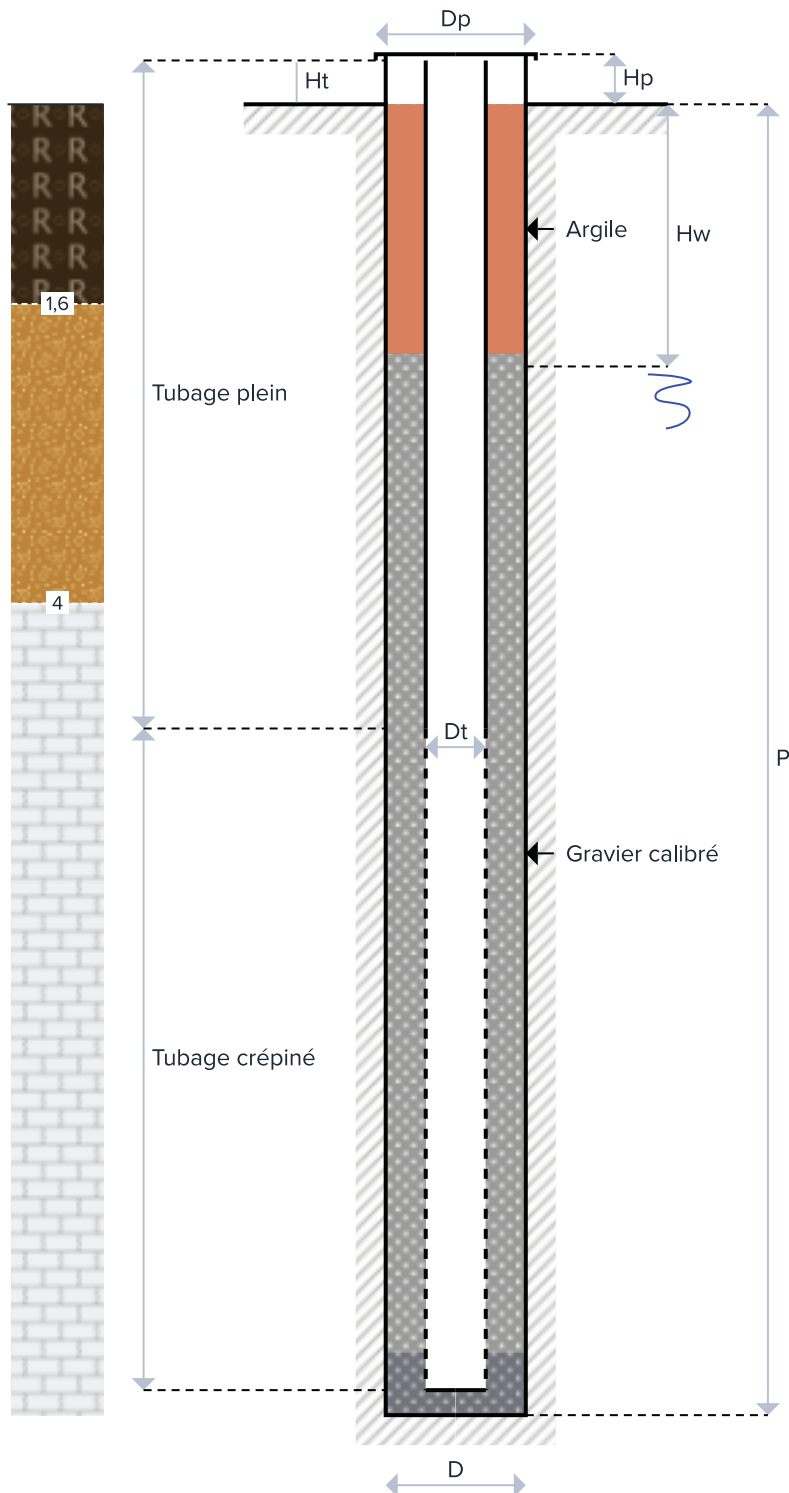 Dp
Ht
Hp
R R
R R
R R
R R
R R
R R
1,6
Argile
Hw
Tubage plein
4
Dt
P
Gravier calibré
Tubage crépiné
D